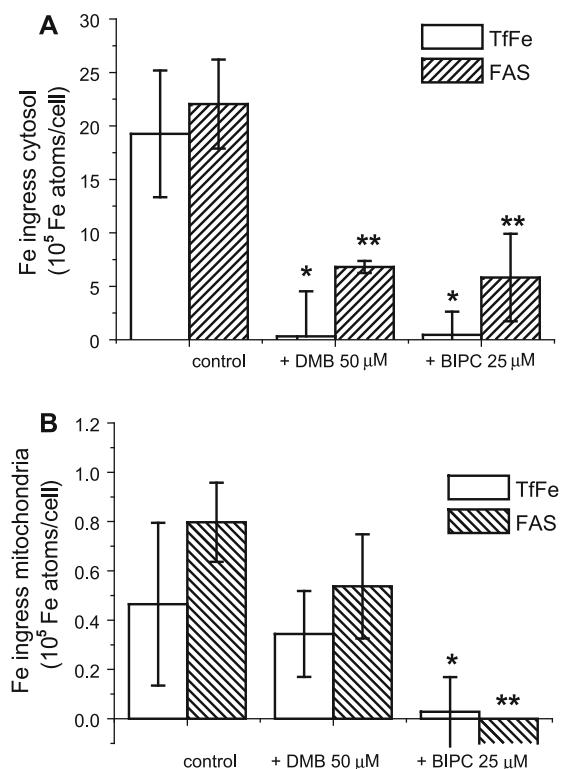 A
TfFe
FAS
Fe ingress cytosol
(10⁵ Fe atoms/cell)
30
25
20
15
10
5
0
*
**
*
**
control
+ DMB 50 μM
+ BIPC 25 μM
B
TfFe
FAS
Fe ingress mitochondria
(10⁵ Fe atoms/cell)
1.2
1.0
0.8
0.6
0.4
0.2
0.0
*
**
control
+ DMB 50 μM
+ BIPC 25 μM